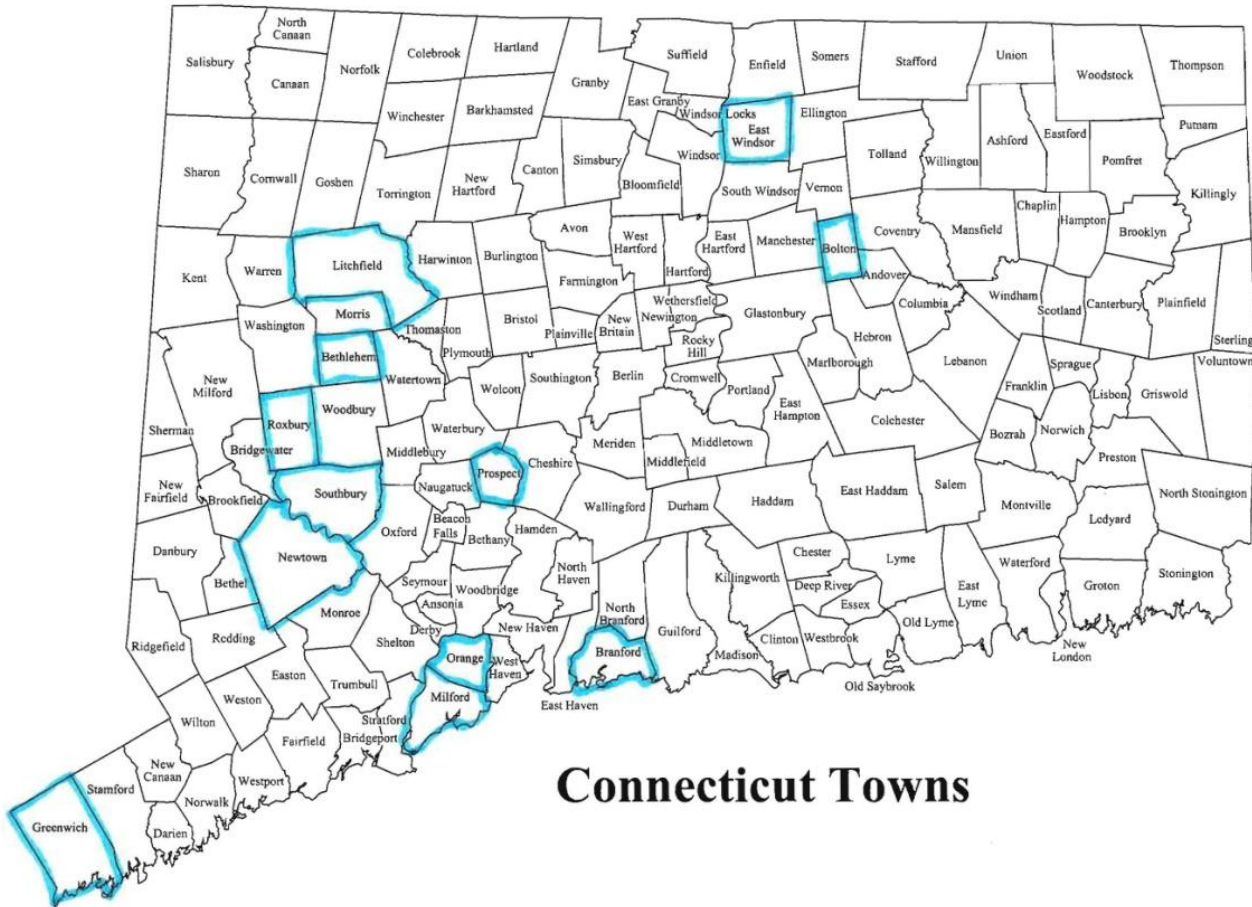 North
Canaan
Salisbury
Canaan
Norfolk
Colebrook
Hartland
Granby
Suffield
East Granby
Windsor Locks
Enfield
Somers
Stafford
Union
Woodstock
Thompson
Winchester
Barkhamsted
East
Windsor
Ellington
Putnam
Sharon
Cornwall
Goshen
Torrington
New
Hartford
Canton
Simsbury
Bloomfield
Windsor
South Windsor
Vernon
Tolland
Willington
Ashford
Eastford
Pomfret
Killingly
Kent
Warren
Litchfield
Harwinton
Burlington
Avon
Farmington
West
Hartford
Hartford
East
Hartford
Manchester
Bolton
Coventry
Andover
Mansfield
Chaplin
Hampton
Brooklyn
Washington
Morris
Thomaston
Bristol
Plainville
New
Britain
Wethersfield
Newington
Rocky
Hill
Glastonbury
Hebron
Columbia
Windham
Scotland
Canterbury
Plainfield
Sterling
New
Milford
Bethlehem
Watertown
Plymouth
Wolcott
Southington
Berlin
Cromwell
Portland
East
Hampton
Marlborough
Lebanon
Franklin
Sprague
Lisbon
Griswold
Voluntown
Sherman
Roxbury
Bridgewater
Woodbury
Middlebury
Waterbury
Cheshire
Meriden
Middletown
Middlefield
Colchester
Bozrah
Norwich
Preston
New
Fairfield
Brookfield
Southbury
Naugatuck
Prospect
Wallingford
Durham
Haddam
East Haddam
Salem
Montville
Ledyard
North Stonington
Danbury
Bethel
Newtown
Oxford
Beacon
Falls
Bethany
Hamden
North
Haven
Seymour
Woodbridge
Ansonia
Derby
North
Branford
Guilford
Killingworth
Chester
Deep River
Essex
Lyme
East
Lyme
Waterford
Groton
Stonington
Ridgefield
Redding
Monroe
Shelton
Orange
New Haven
West
Haven
East Haven
Branford
Madison
Clinton
Westbrook
Old Saybrook
Old Lyme
New
London
Easton
Trumbull
Weston
Wilton
Milford
Stratford
Bridgeport
Fairfield
Westport
Norwalk
New
Canaan
Darien
Stamford
Greenwich
Connecticut Towns